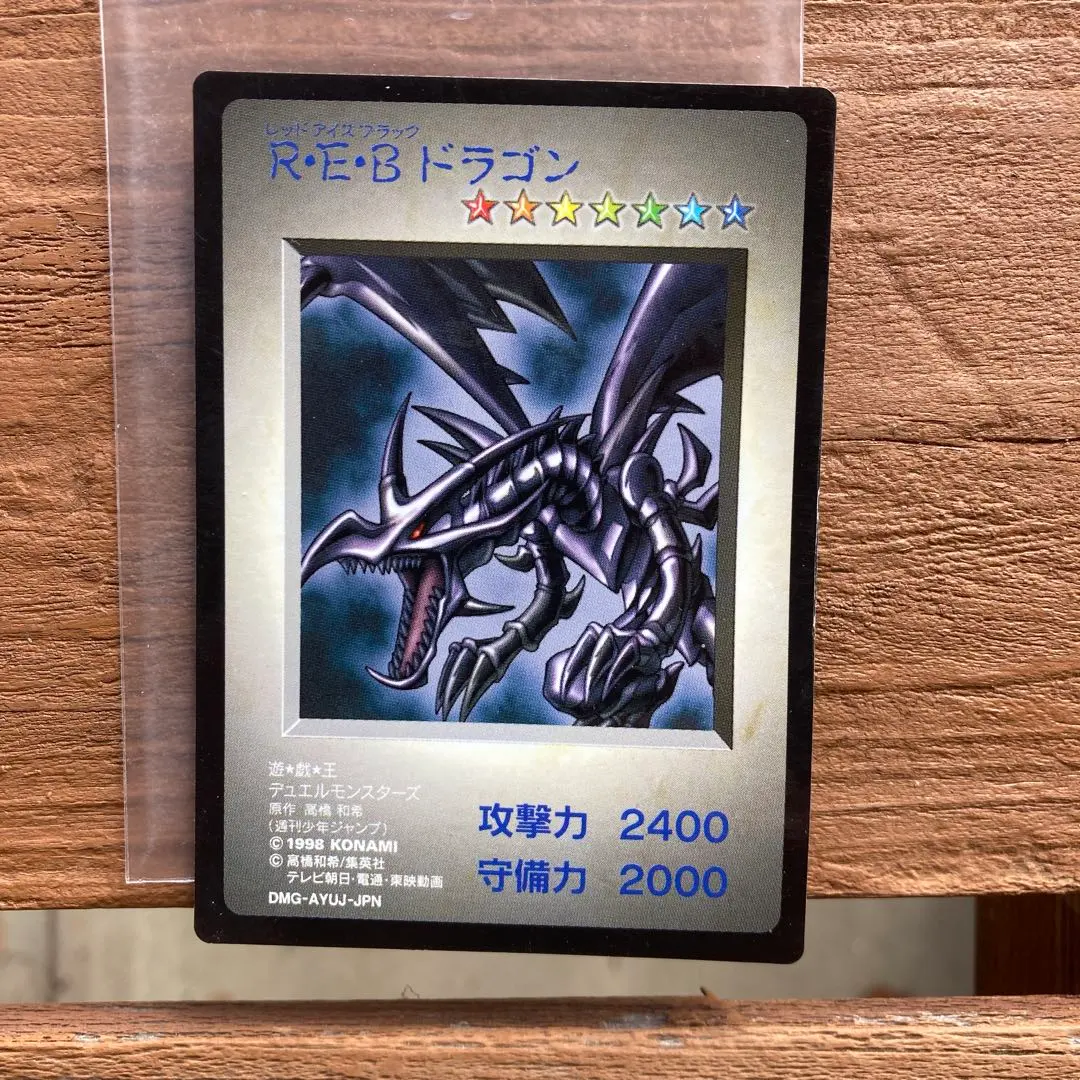 レッドアイズブラック
R・E・B ドラゴン
遊★戯★王
デュエルモンスターズ
原作 高橋 和希
(週刊少年ジャンプ)
© 1998 KONAMI
© 高橋和希/集英社
テレビ朝日・電通・東映動画
DMG-AYUJ-JPN
攻撃力 2400
守備力 2000